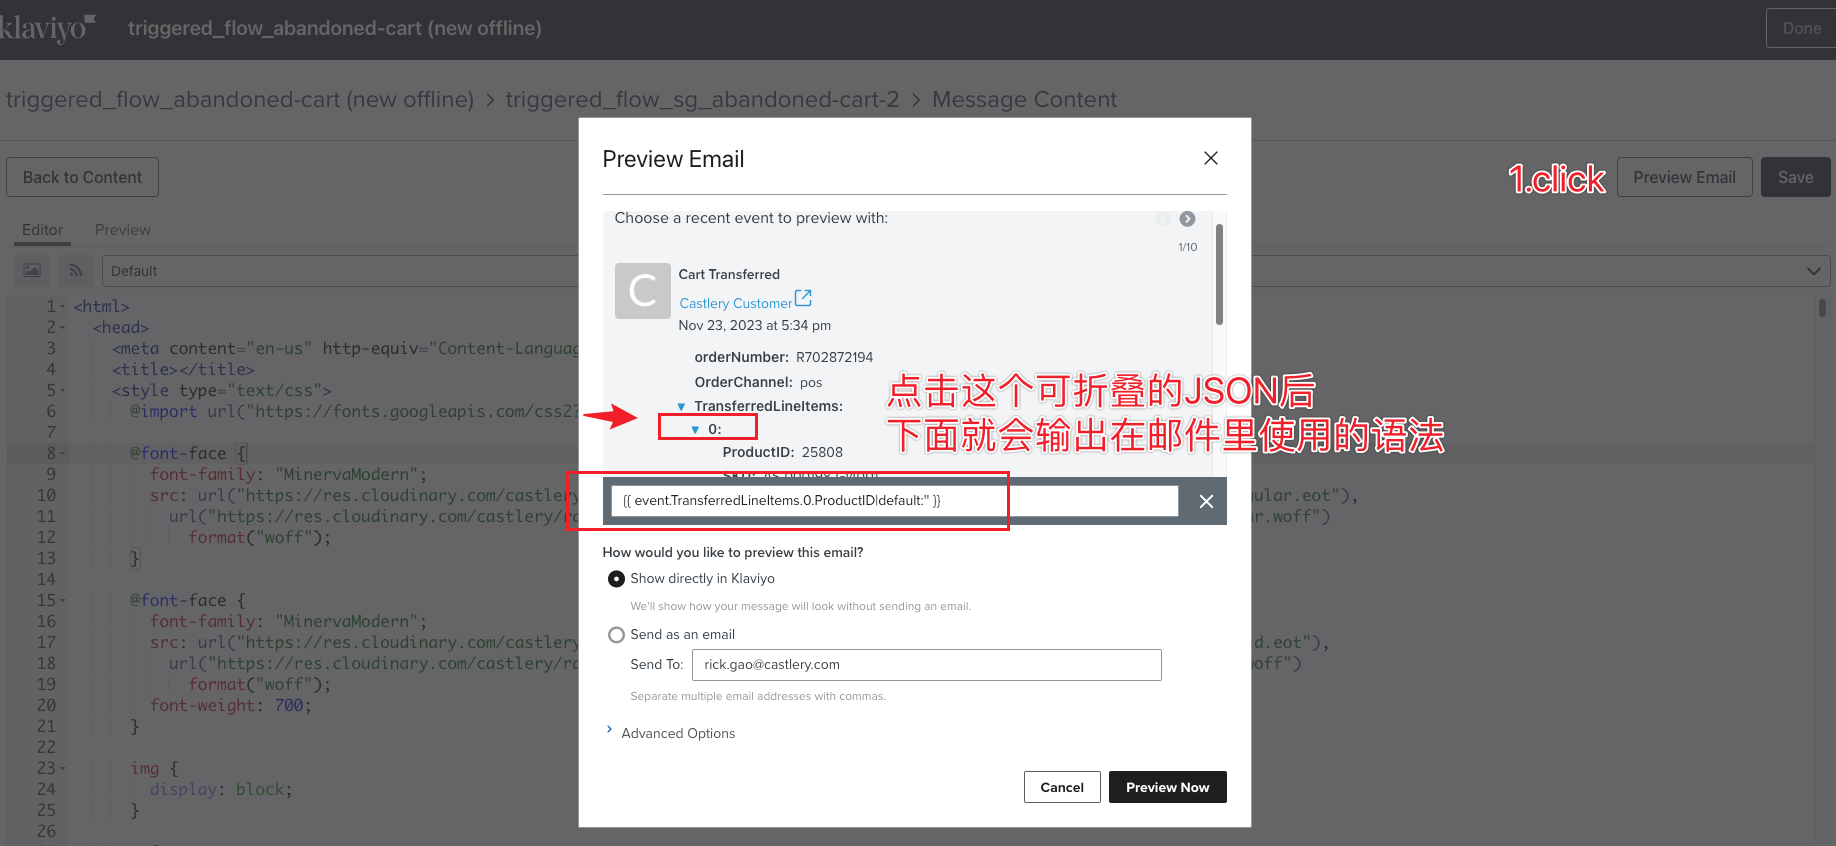 klaviyo
triggered_flow_abandoned-cart (new offline)
Done
triggered_flow_abandoned-cart (new offline) > triggered_flow_sg_abandoned-cart-2 > Message Content
Back to Content
1.click
Preview Email
Save
Editor
Preview
Default
1 <html>
2 <head>
3 <meta content="en-us" http-equiv="Content-Languag
4 <title></title>
5 <style type="text/css">
6 @import url("https://fonts.googleapis.com/css2?
7
8 @font-face {
9 font-family: "MinervaModern";
10 src: url("https://res.cloudinary.com/castlery gular.eot"),
11 url("https://res.cloudinary.com/castlery/ra r.woff")
12 format("woff");
13 }
14
15 @font-face {
16 font-family: "MinervaModern";
17 src: url("https://res.cloudinary.com/castlery d.eot"),
18 url("https://res.cloudinary.com/castlery/ra woff")
19 format("woff");
20 font-weight: 700;
21 }
22
23 img {
24 display: block;
25 }
26
Preview Email
Choose a recent event to preview with:
1/10
C
Cart Transferred
Castlery Customer
Nov 23, 2023 at 5:34 pm
orderNumber: R702872194
OrderChannel: pos
TransferredLineItems:
0:
ProductID: 25808
点击这个可折叠的JSON后
下面就会输出在邮件里使用的语法
{{ event.TransferredLineItems.0.ProductID|default:'' }}
How would you like to preview this email?
Show directly in Klaviyo
We'll show how your message will look without sending an email.
Send as an email
Send To: rick.gao@castlery.com
Separate multiple email addresses with commas.
Advanced Options
Cancel
Preview Now